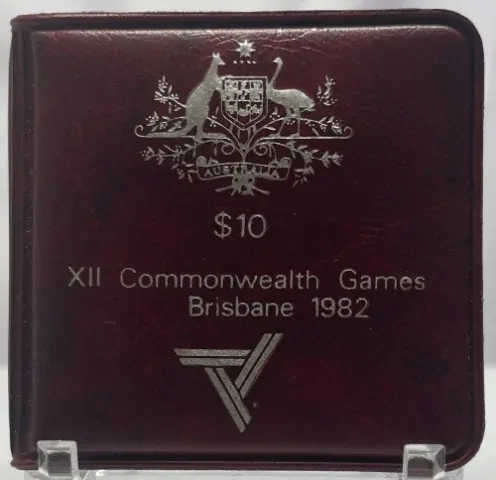 AUSTRALIA
$10
XII Commonwealth Games
Brisbane 1982